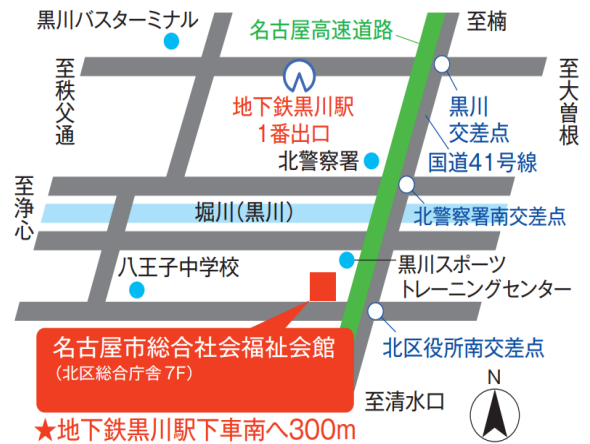 黒川バスターミナル
名古屋高速道路
至楠
至秩父通
地下鉄黒川駅
1番出口
黒川
交差点
至大曽根
北警察署
国道41号線
至浄心
堀川（黒川）
北警察署南交差点
八王子中学校
黒川スポーツ
トレーニングセンター
名古屋市総合社会福祉会館
（北区総合庁舎7F）
北区役所南交差点
至清水口
N
★地下鉄黒川駅下車南へ300m